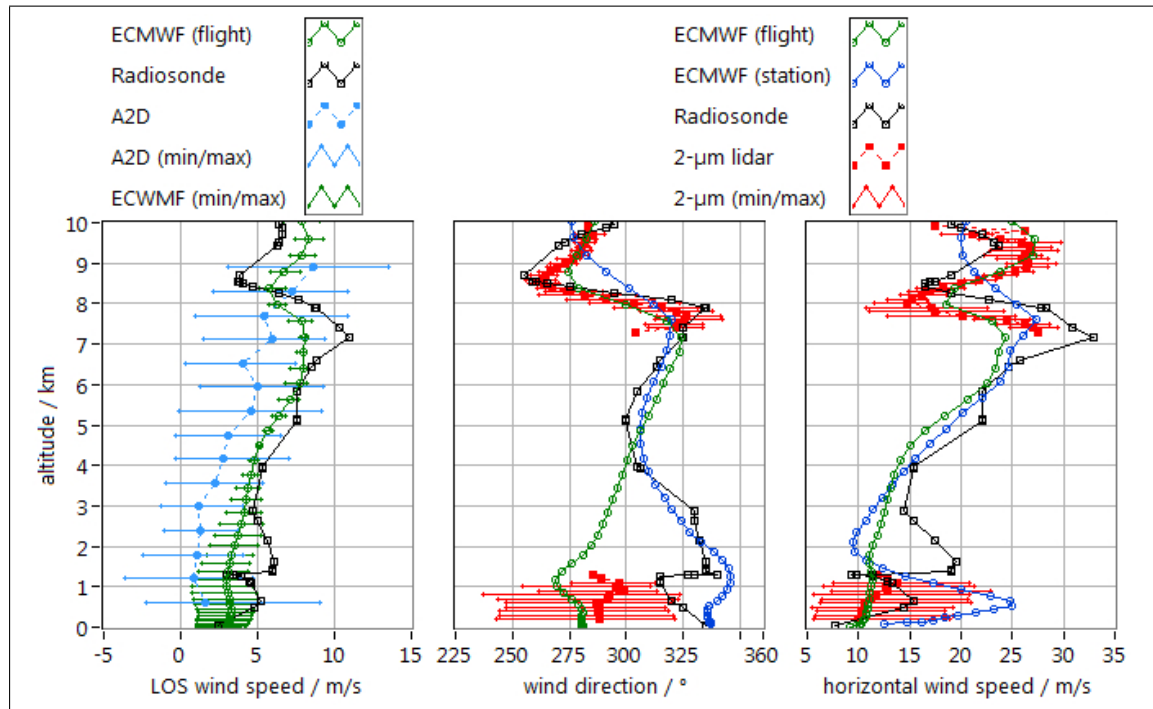 ECMWF (flight)
Radiosonde
A2D
A2D (min/max)
ECWMF (min/max)
ECMWF (flight)
ECMWF (station)
Radiosonde
2-µm lidar
2-µm (min/max)
altitude / km
10
9
8
7
6
5
4
3
2
1
0
-5 0 5 10 15
LOS wind speed / m/s
225 250 275 300 325 360
wind direction / °
5 10 15 20 25 30 35
horizontal wind speed / m/s